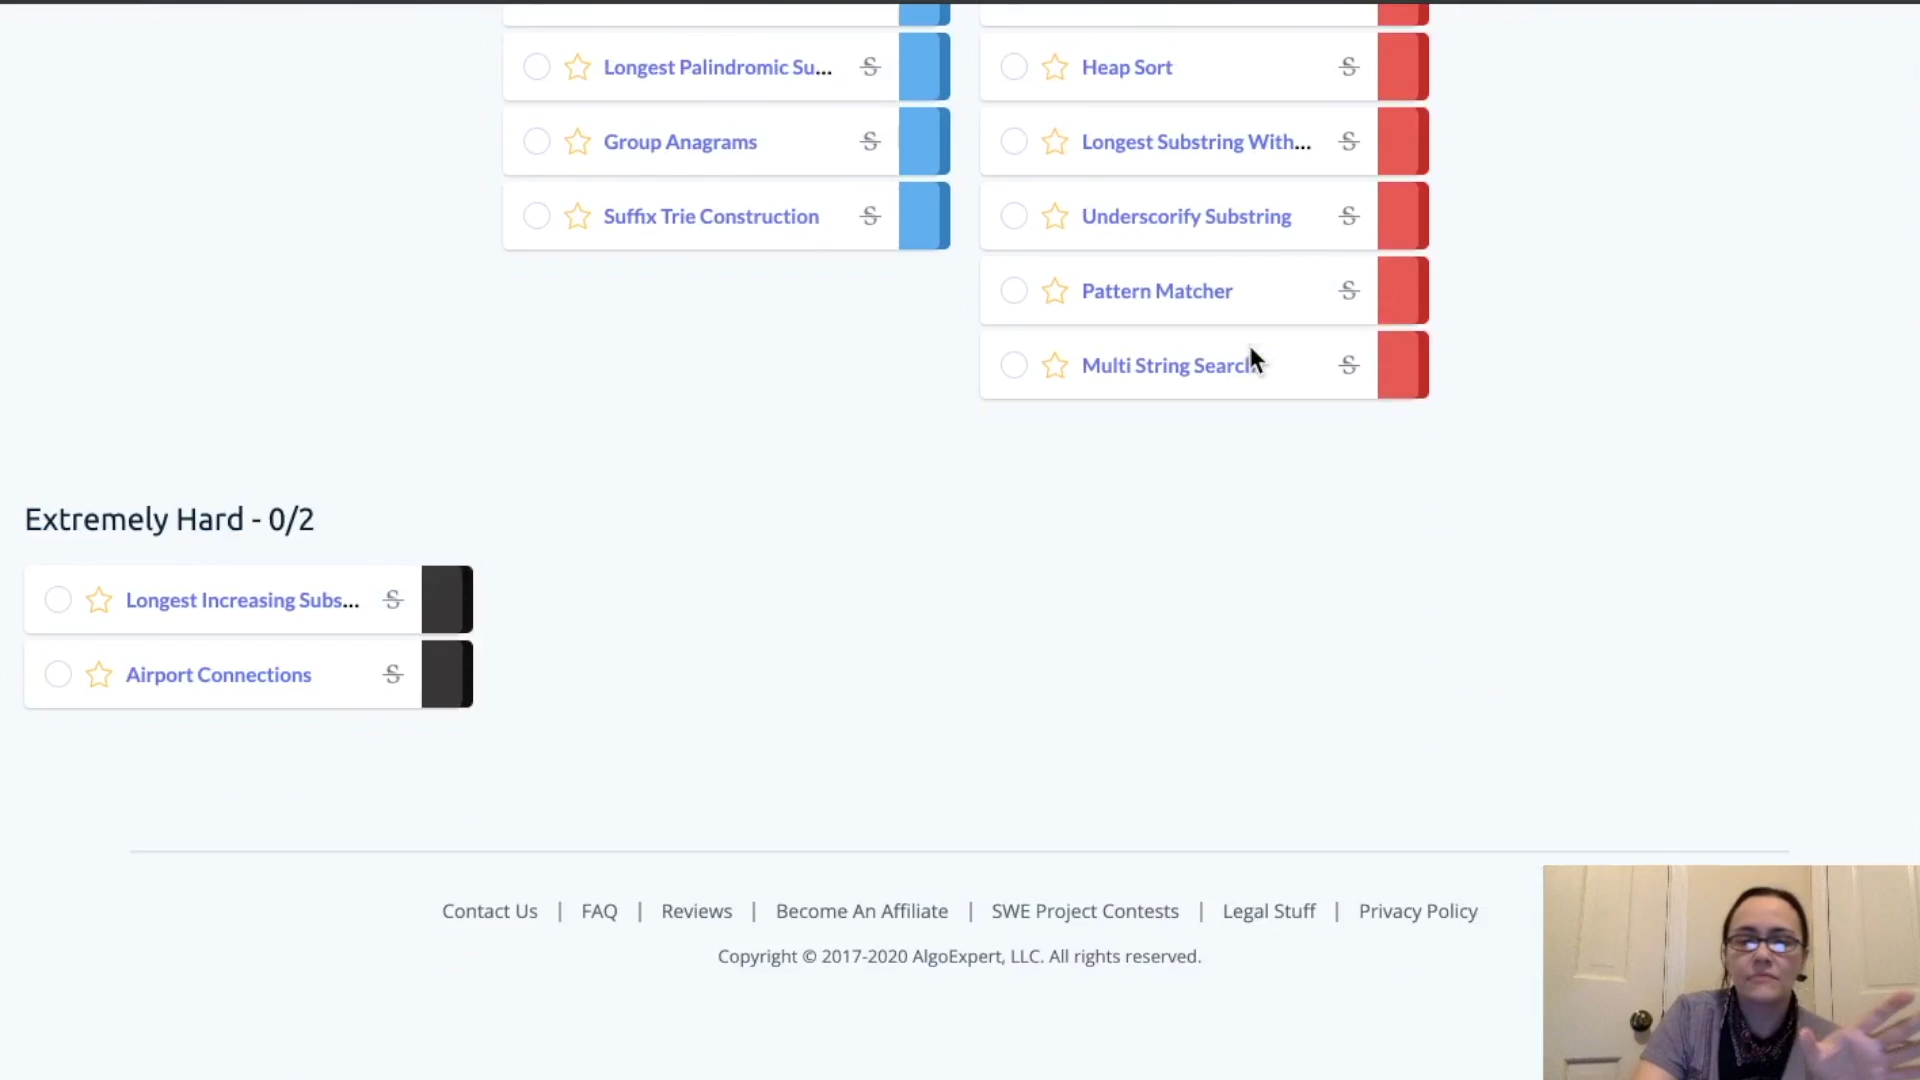 Longest Palindromic Su...
Group Anagrams
Suffix Trie Construction
Heap Sort
Longest Substring With...
Underscorify Substring
Pattern Matcher
Multi String Search
Extremely Hard - 0/2
Longest Increasing Subs...
Airport Connections
Contact Us | FAQ | Reviews | Become An Affiliate | SWE Project Contests | Legal Stuff | Privacy Policy
Copyright © 2017-2020 AlgoExpert, LLC. All rights reserved.